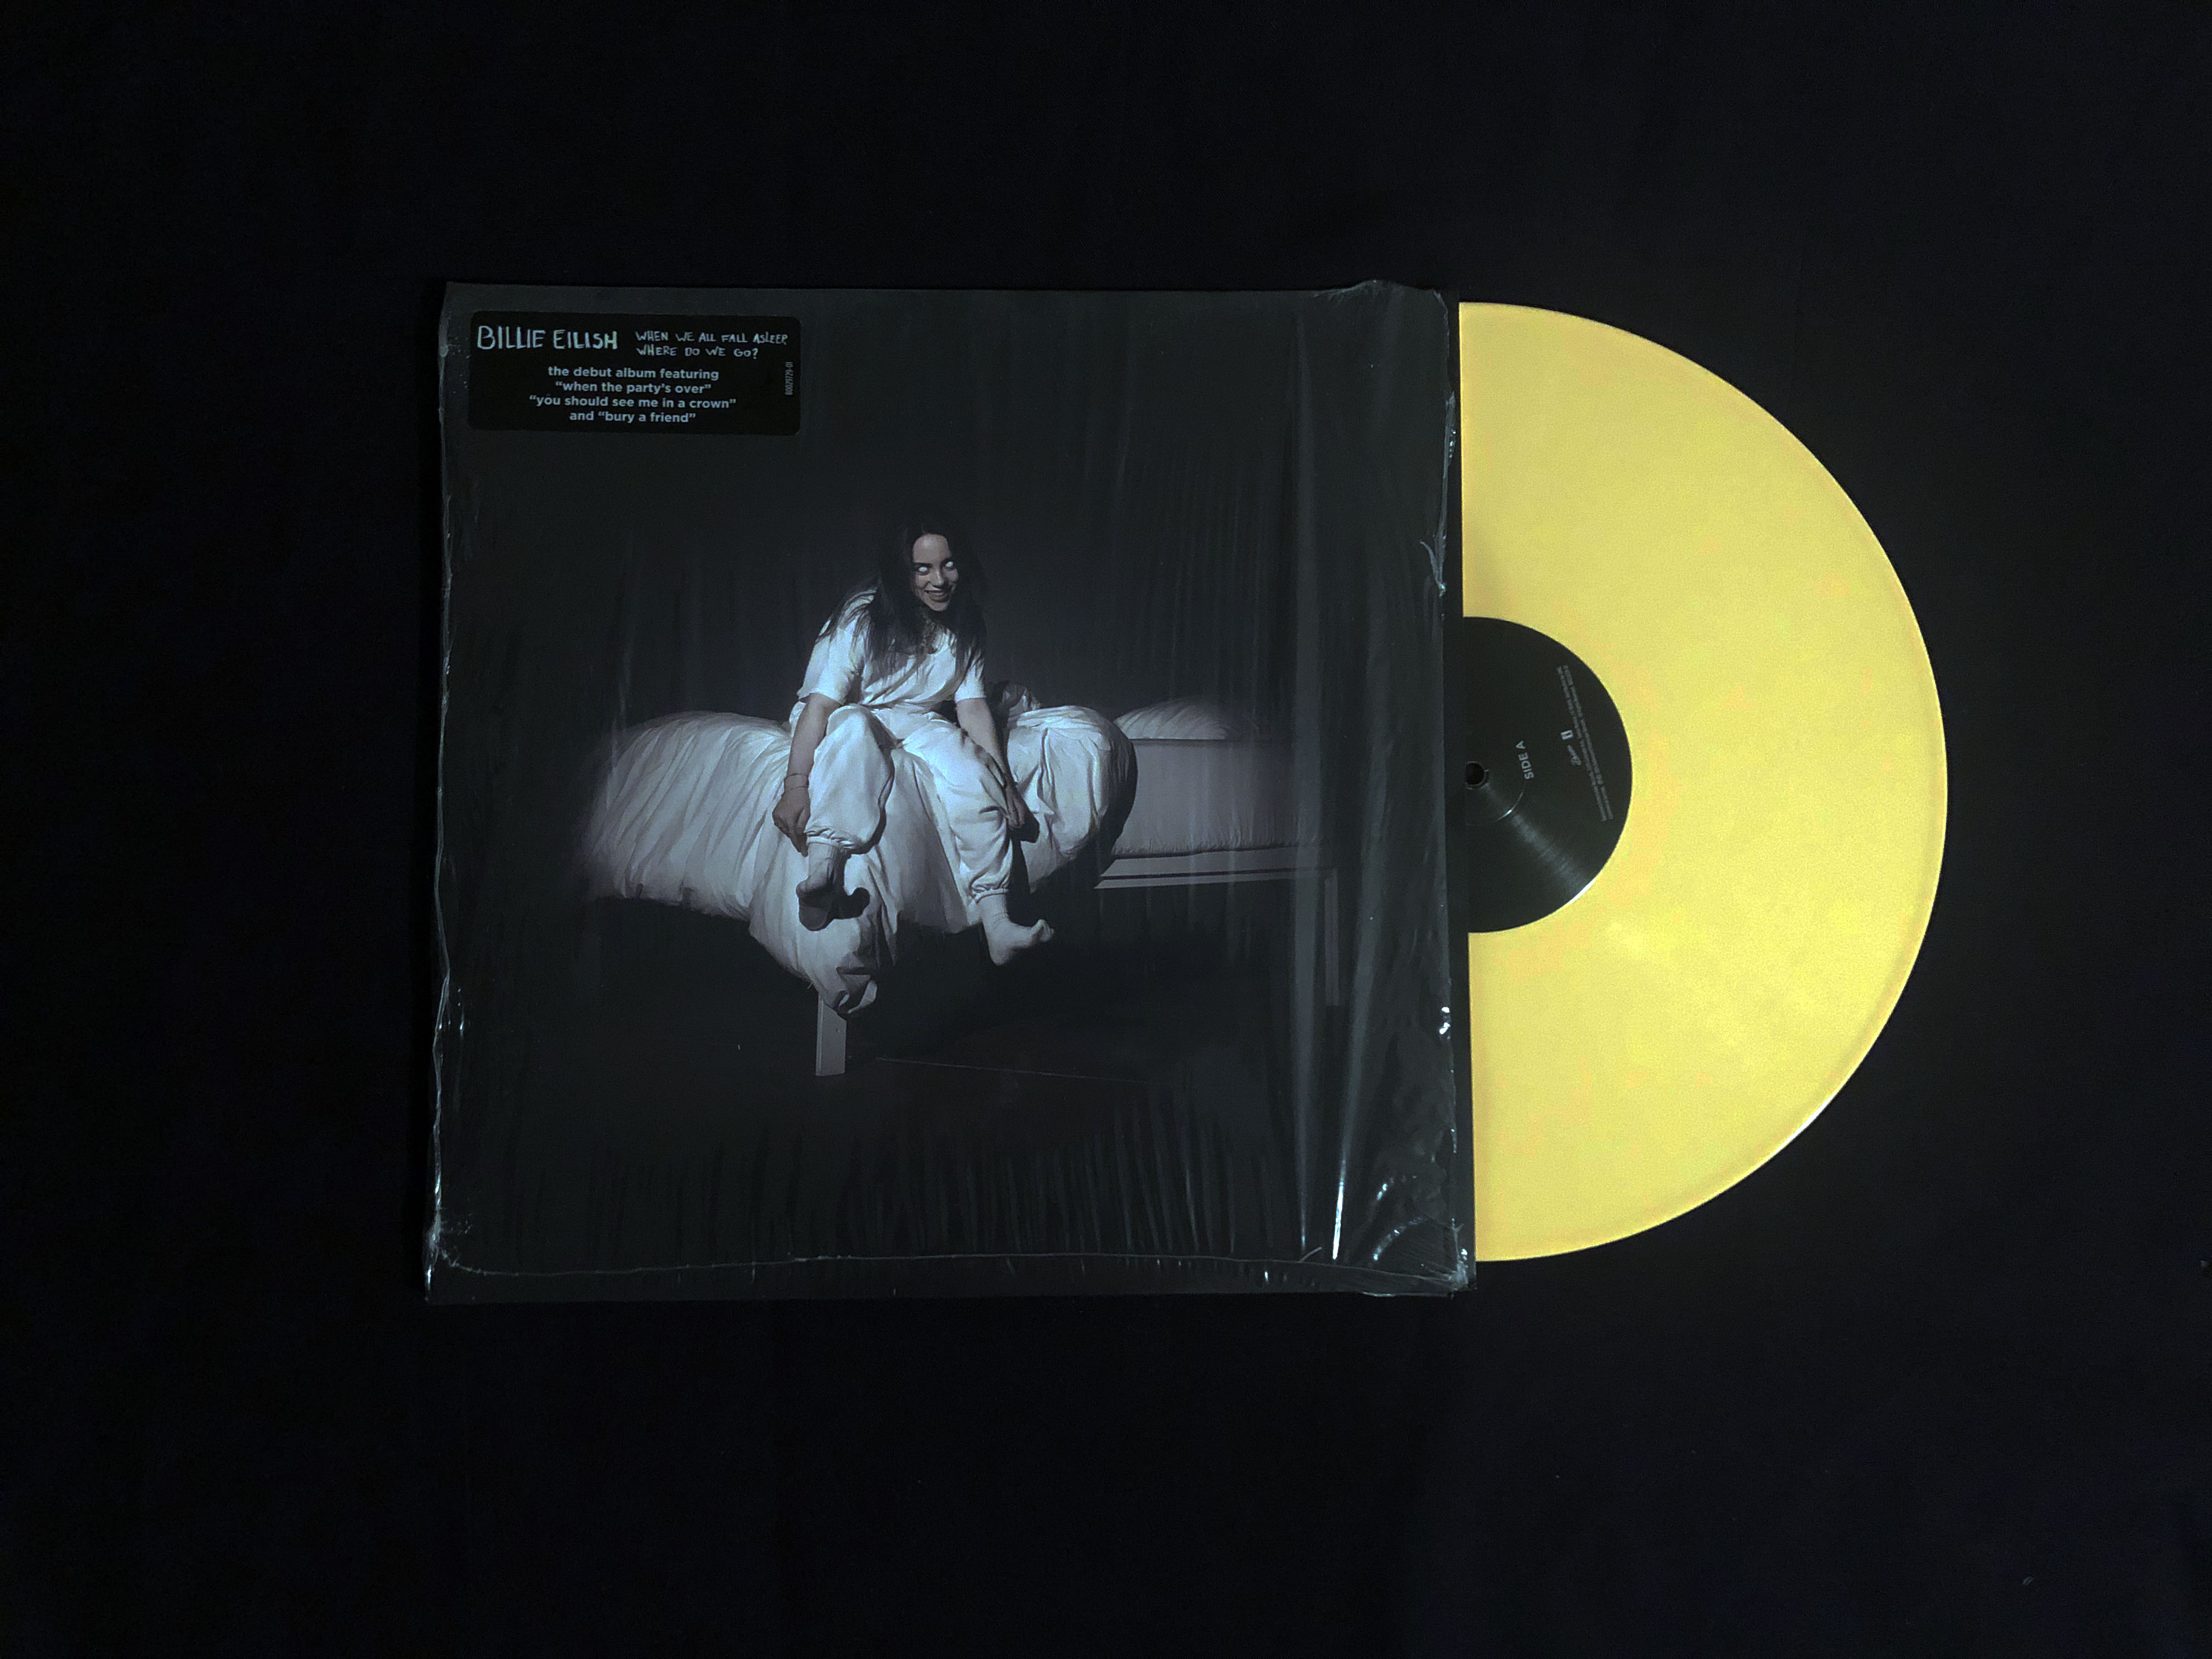 BILLIE EILISH
WHEN WE ALL FALL ASLEEP,
WHERE DO WE GO?
the debut album featuring
“when the party’s over”
“you should see me in a crown”
and “bury a friend”
SIDE A